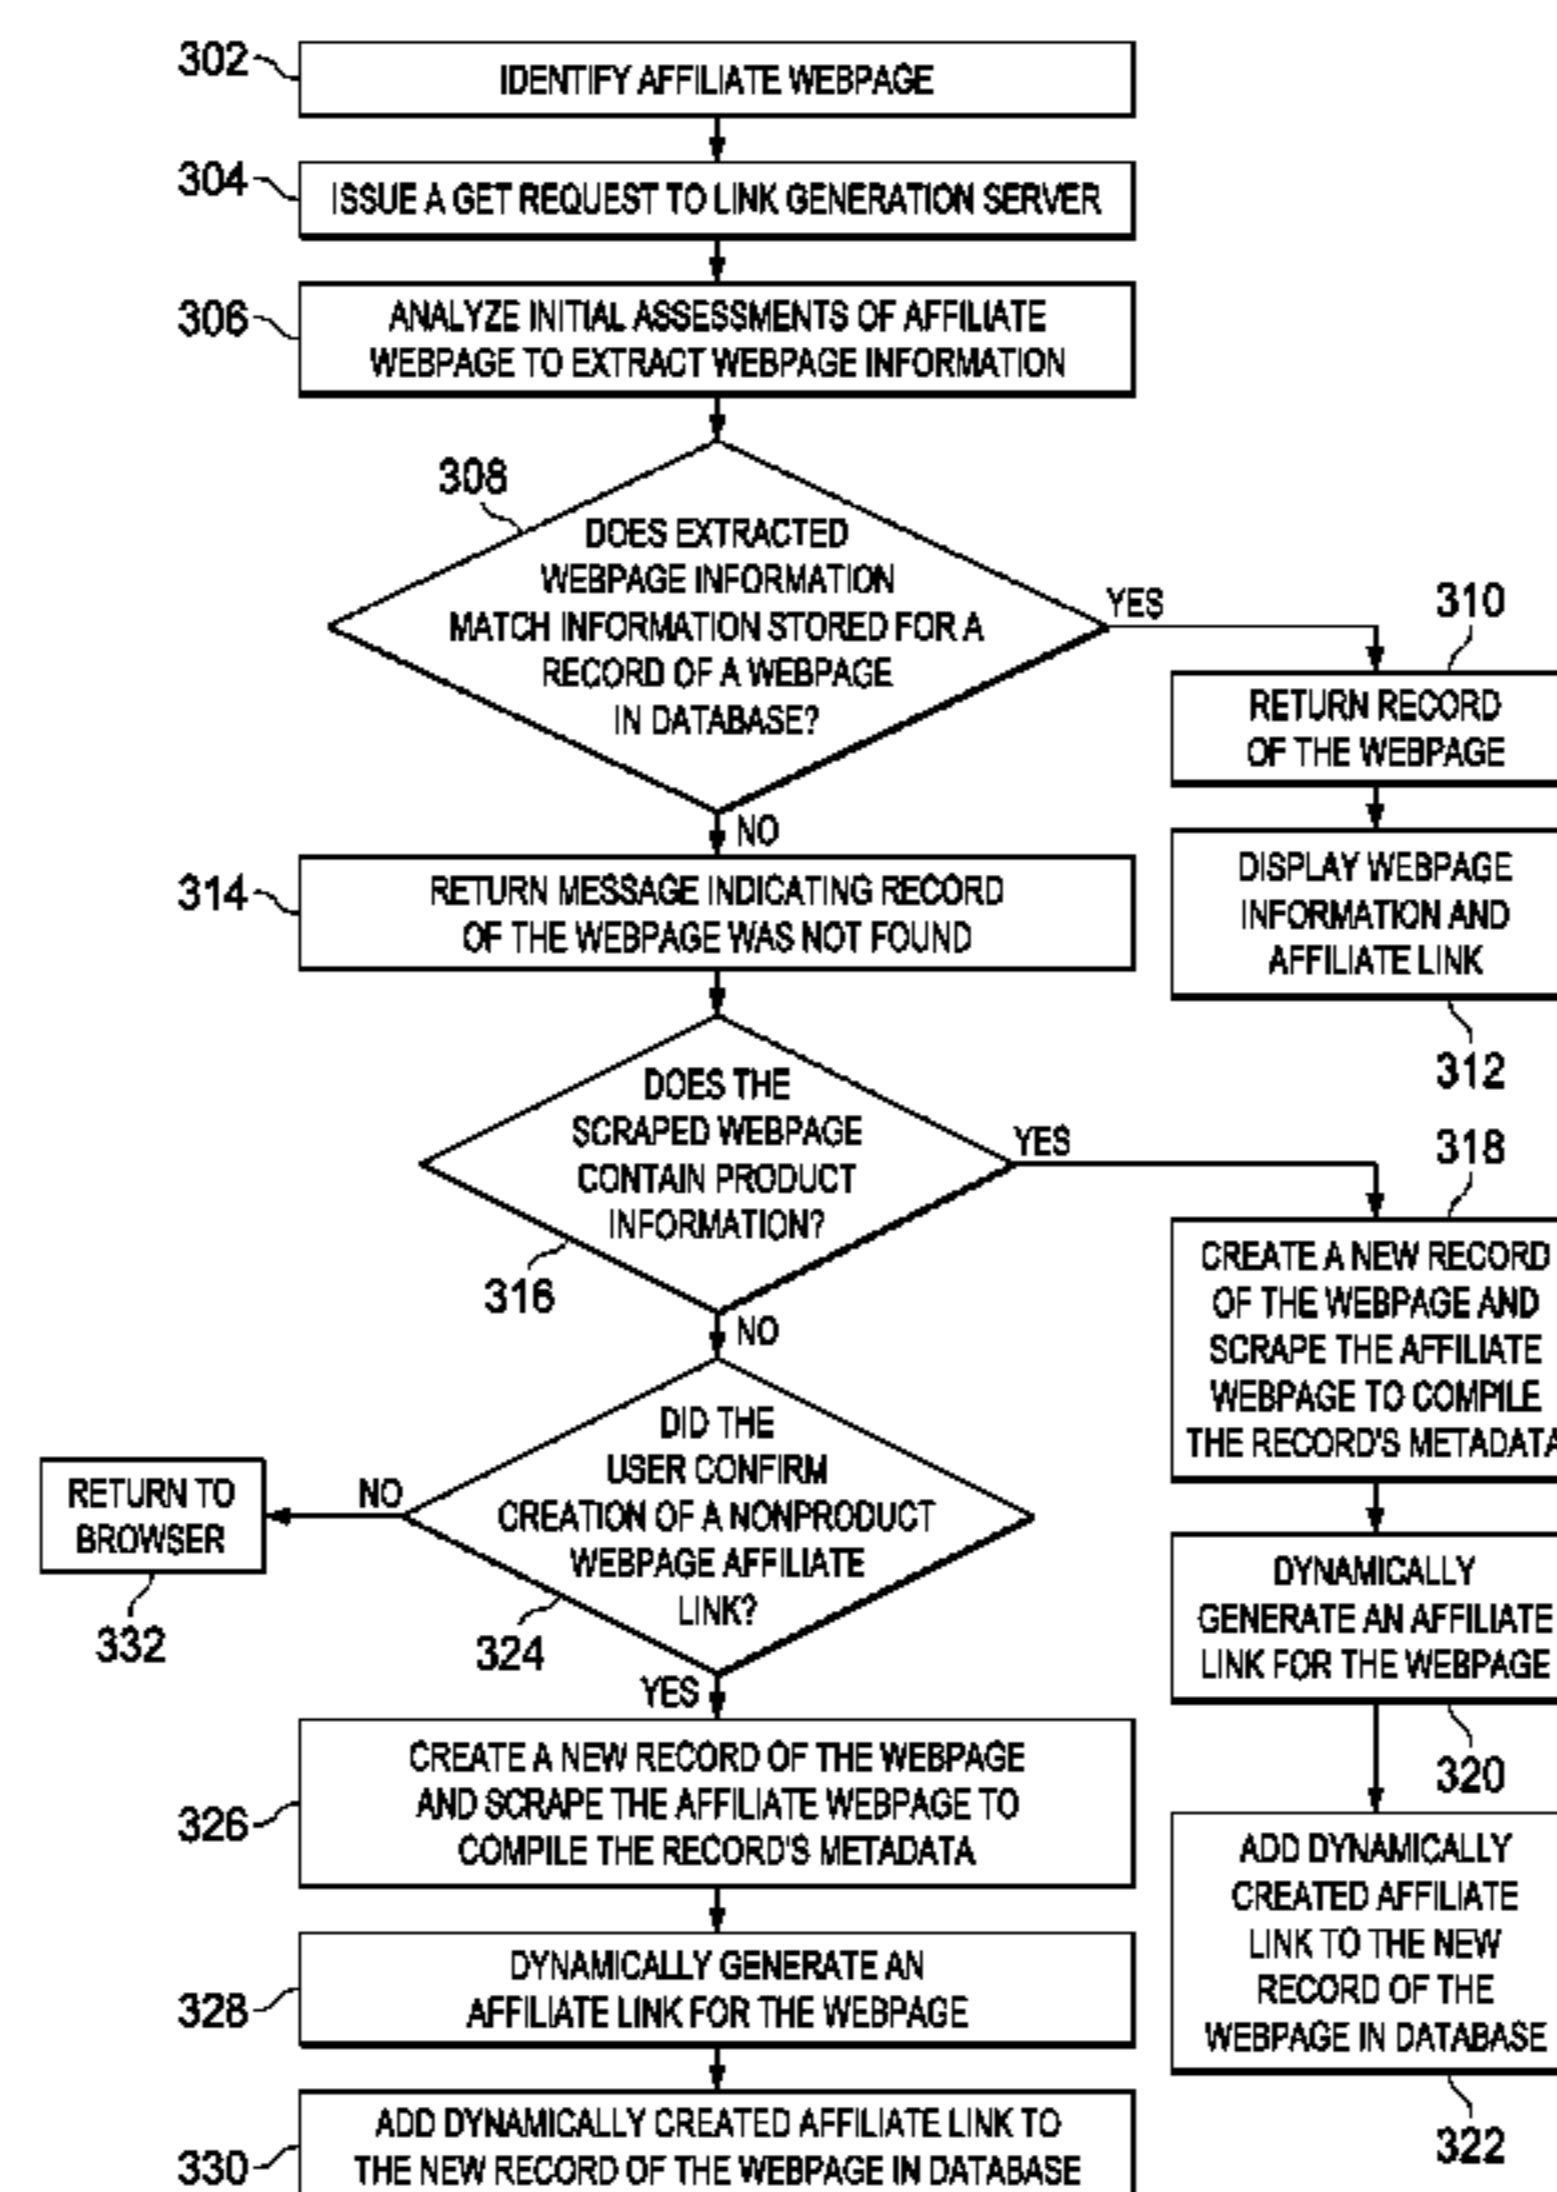 302
IDENTIFY AFFILIATE WEBPAGE
304
ISSUE A GET REQUEST TO LINK GENERATION SERVER
306
ANALYZE INITIAL ASSESSMENTS OF AFFILIATE
WEBPAGE TO EXTRACT WEBPAGE INFORMATION
308
DOES EXTRACTED
WEBPAGE INFORMATION
MATCH INFORMATION STORED FOR A
RECORD OF A WEBPAGE
IN DATABASE?
YES
310
RETURN RECORD
OF THE WEBPAGE
DISPLAY WEBPAGE
INFORMATION AND
AFFILIATE LINK
312
NO
314
RETURN MESSAGE INDICATING RECORD
OF THE WEBPAGE WAS NOT FOUND
DOES THE
SCRAPED WEBPAGE
CONTAIN PRODUCT
INFORMATION?
316
YES
318
CREATE A NEW RECORD
OF THE WEBPAGE AND
SCRAPE THE AFFILIATE
WEBPAGE TO COMPILE
THE RECORD'S METADATA
DYNAMICALLY
GENERATE AN AFFILIATE
LINK FOR THE WEBPAGE
320
ADD DYNAMICALLY
CREATED AFFILIATE
LINK TO THE NEW
RECORD OF THE
WEBPAGE IN DATABASE
322
NO
DID THE
USER CONFIRM
CREATION OF A NONPRODUCT
WEBPAGE AFFILIATE
LINK?
324
NO
RETURN TO
BROWSER
332
YES
326
CREATE A NEW RECORD OF THE WEBPAGE
AND SCRAPE THE AFFILIATE WEBPAGE TO
COMPILE THE RECORD'S METADATA
328
DYNAMICALLY GENERATE AN
AFFILIATE LINK FOR THE WEBPAGE
330
ADD DYNAMICALLY CREATED AFFILIATE LINK TO
THE NEW RECORD OF THE WEBPAGE IN DATABASE